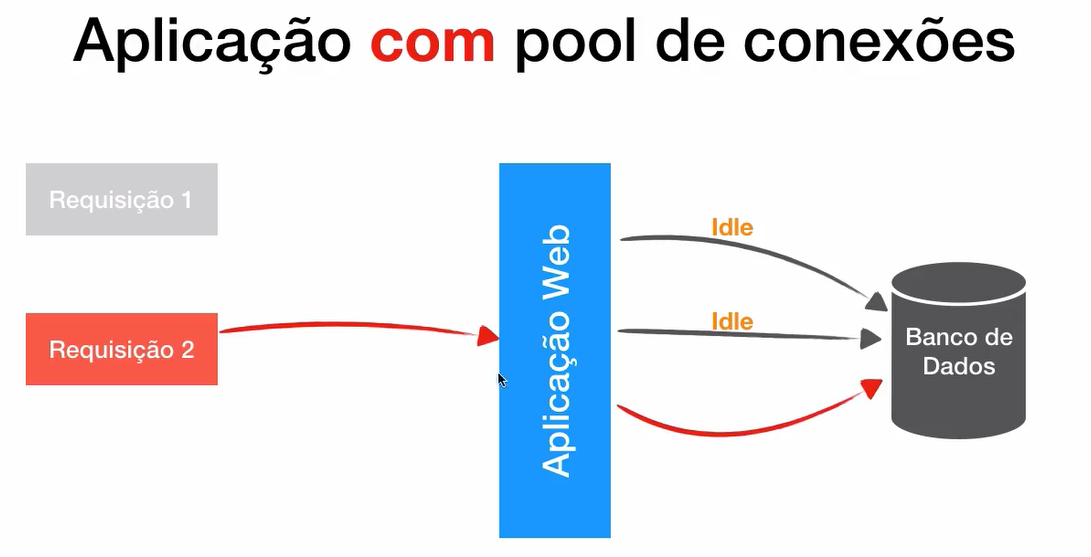 Aplicação com pool de conexões
Requisição 1
Requisição 2
Aplicação Web
Idle
Idle
Banco de
Dados